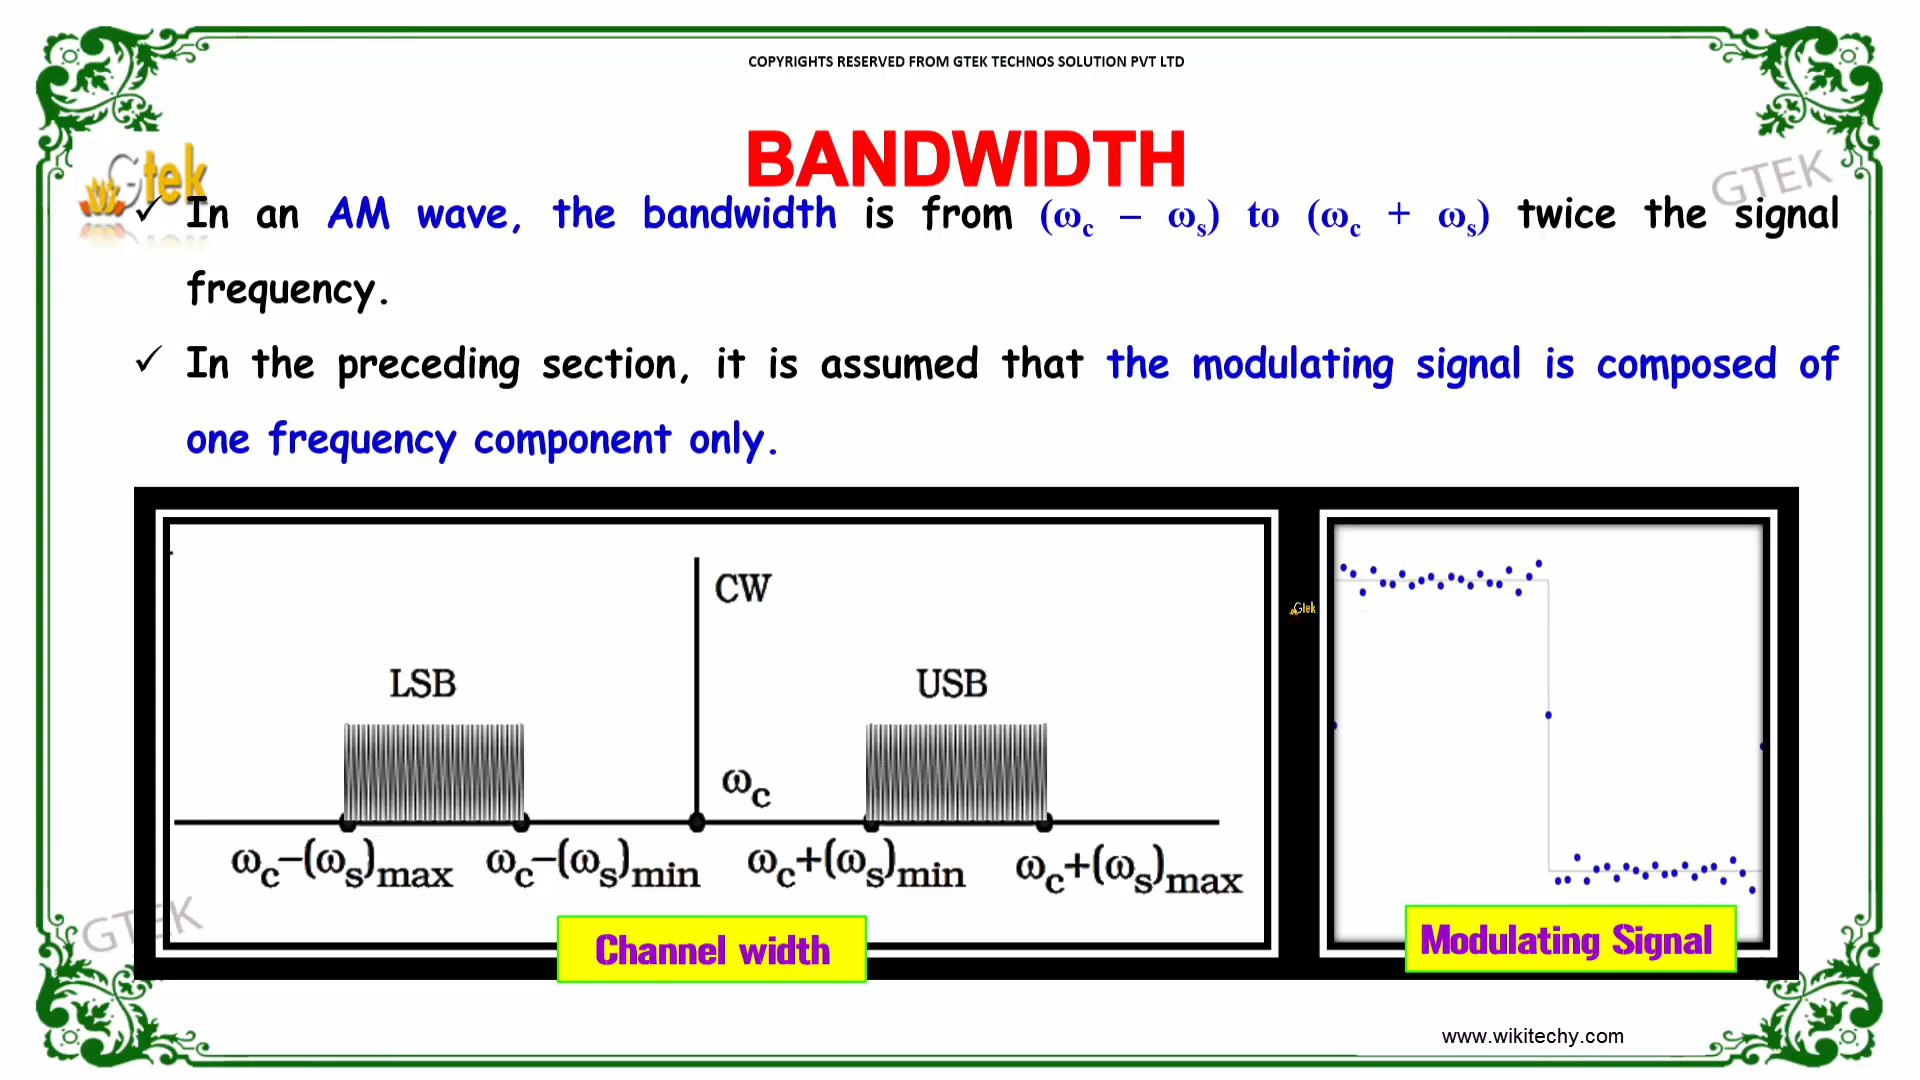 COPYRIGHTS RESERVED FROM GTEK TECHNOS SOLUTION PVT LTD
BANDWIDTH
Gtek
GTEK
✓ In an AM wave, the bandwidth is from (ωc – ωs) to (ωc + ωs) twice the signal
frequency.
✓ In the preceding section, it is assumed that the modulating signal is composed of
one frequency component only.
CW
Gtek
LSB
USB
ωc
ωc−(ωs)max
ωc−(ωs)min
ωc+(ωs)min
ωc+(ωs)max
GTEK
Channel width
Modulating Signal
www.wikitechy.com